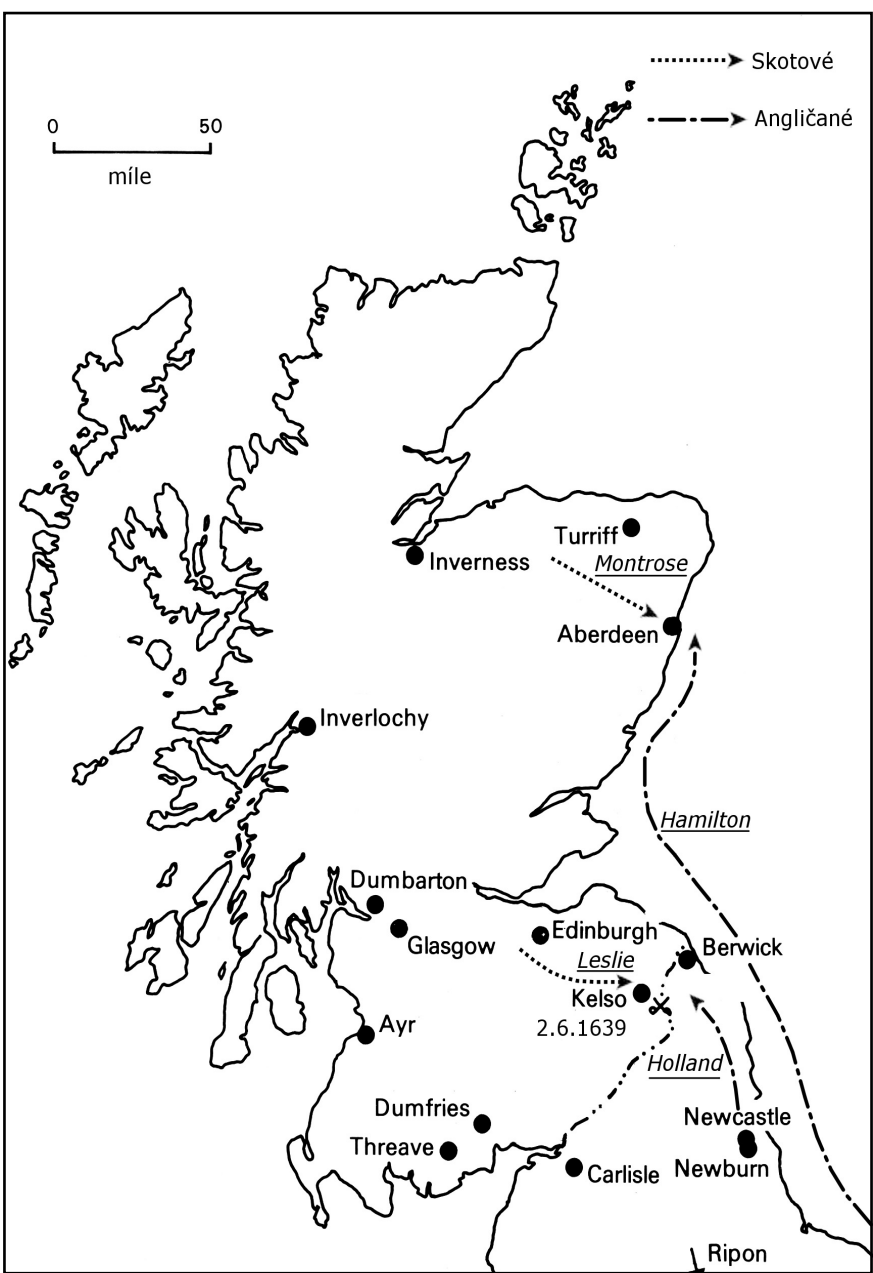 Skotové
0 50
míle
Angličané
Turriff
Montrose
Inverness
Aberdeen
Inverlochy
Hamilton
Dumbarton
Edinburgh
Glasgow
Leslie
Berwick
Kelso
2.6.1639
Ayr
Holland
Dumfries
Newcastle
Threave
Newburn
Carlisle
Ripon